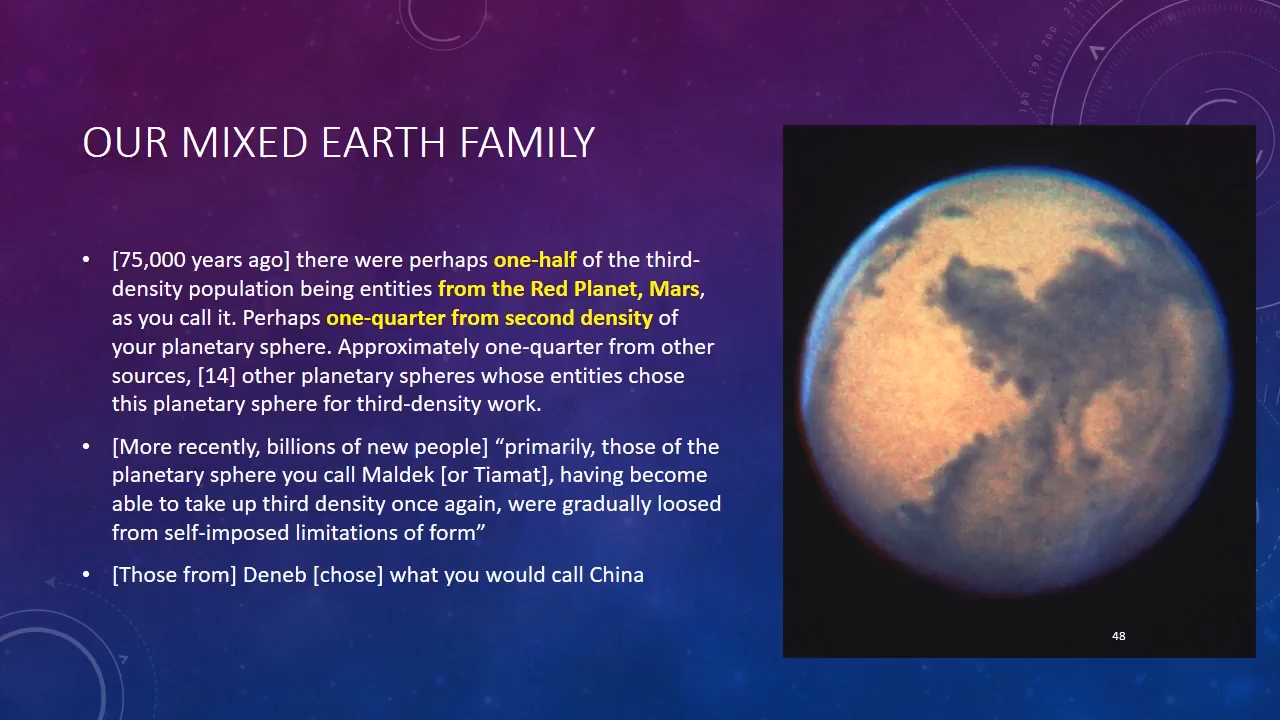 OUR MIXED EARTH FAMILY
• [75,000 years ago] there were perhaps one-half of the third-
density population being entities from the Red Planet, Mars,
as you call it. Perhaps one-quarter from second density of
your planetary sphere. Approximately one-quarter from other
sources, [14] other planetary spheres whose entities chose
this planetary sphere for third-density work.
• [More recently, billions of new people] “primarily, those of the
planetary sphere you call Maldek [or Tiamat], having become
able to take up third density once again, were gradually loosed
from self-imposed limitations of form”
• [Those from] Deneb [chose] what you would call China
190 200
48